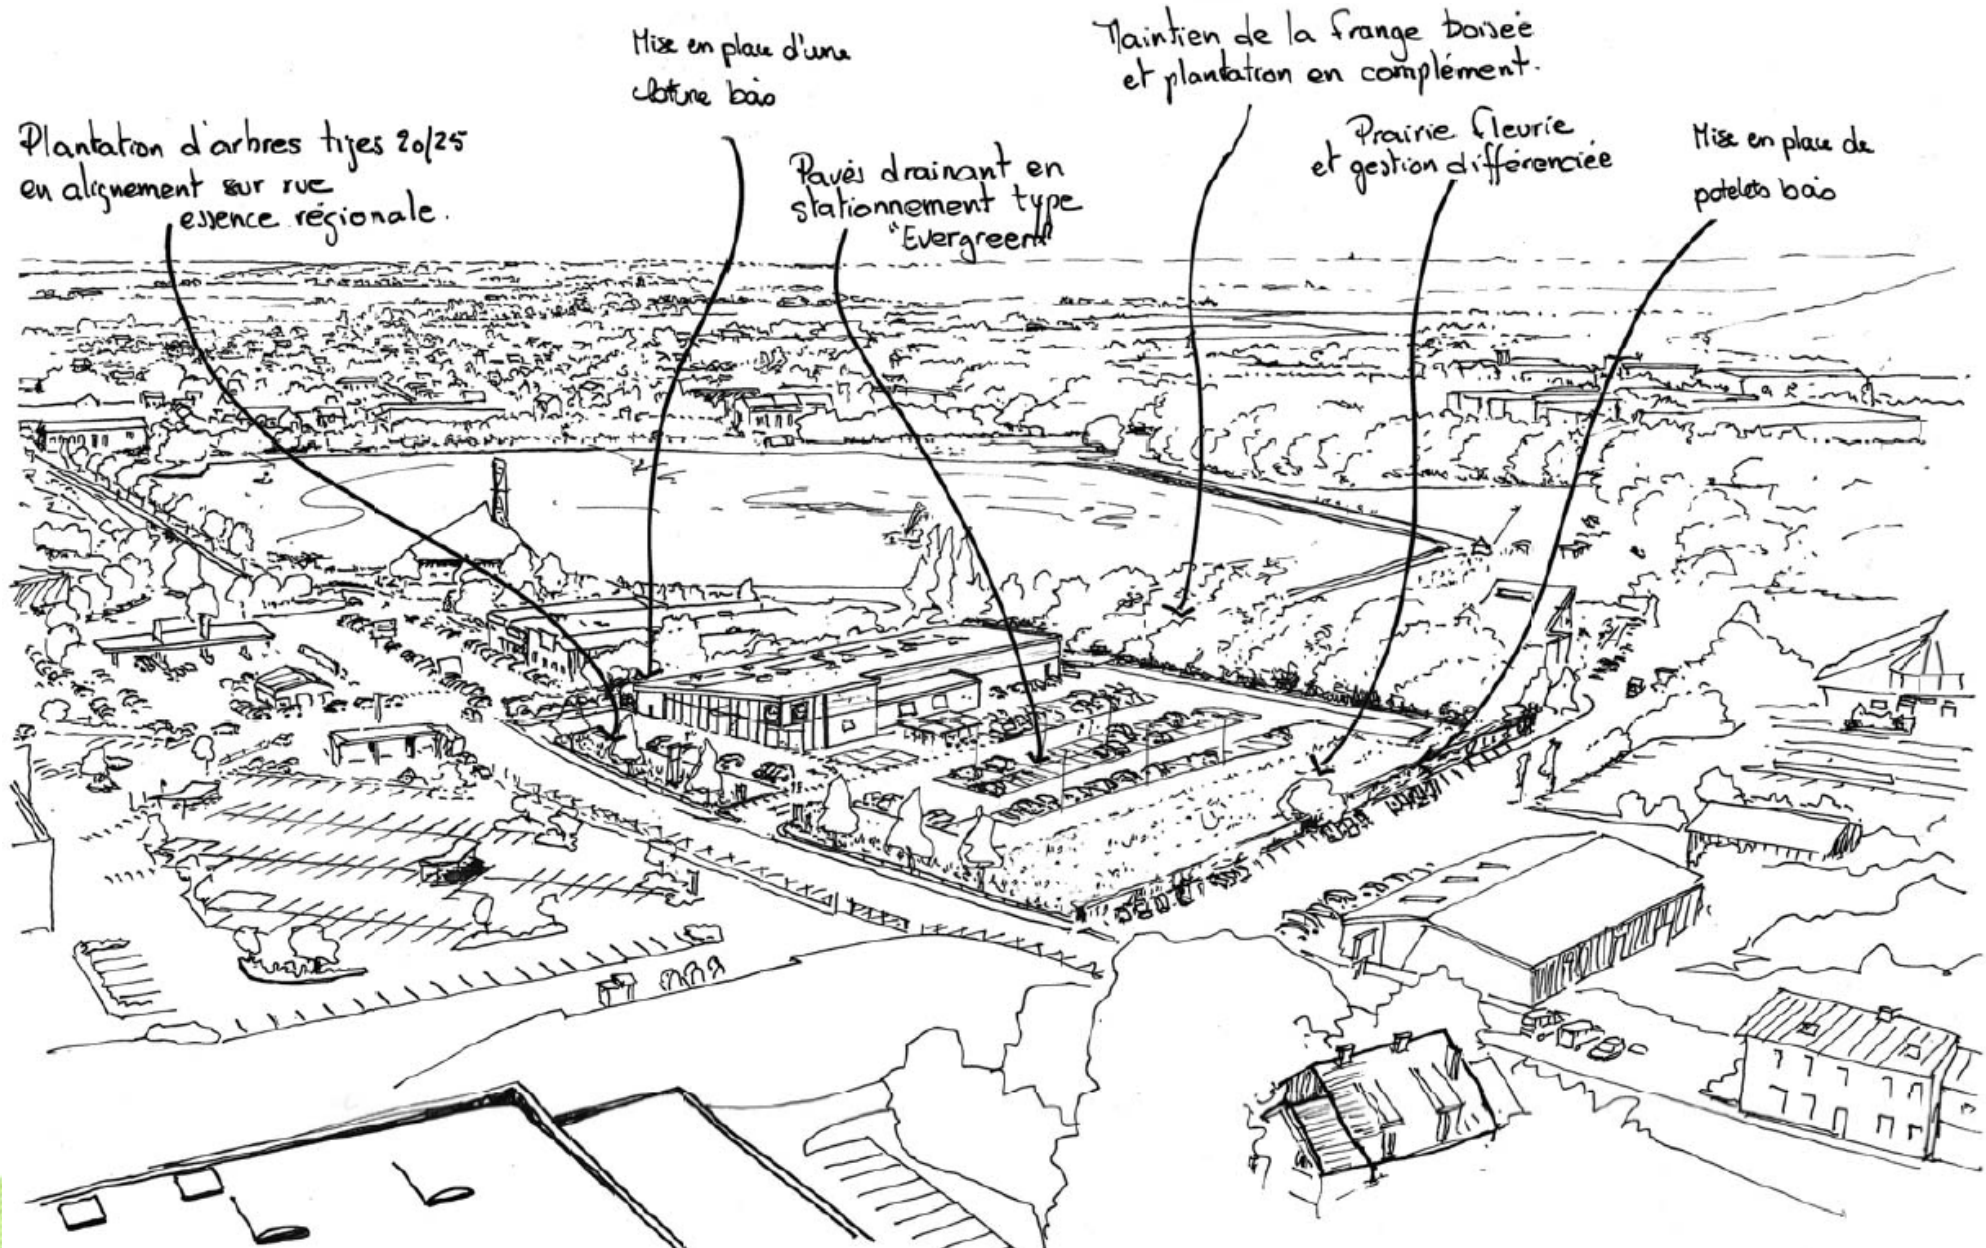 Plantation d'arbres tiges 20/25
en alignement sur rue
essence régionale.
Mise en place d'une
cloture bois
Pavés drainant en
stationnement type
"Evergreen"
Maintien de la frange boisée
et plantation en complément.
Prairie fleurie
et gestion différenciée
Mise en place de
potelets bois